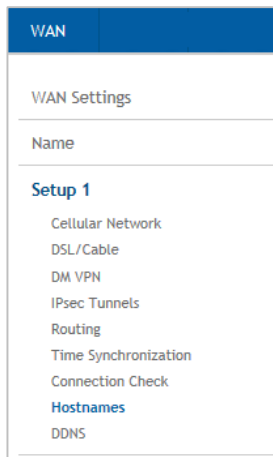 WAN
WAN Settings
Name
Setup 1
Cellular Network
DSL/Cable
DM VPN
IPsec Tunnels
Routing
Time Synchronization
Connection Check
Hostnames
DDNS